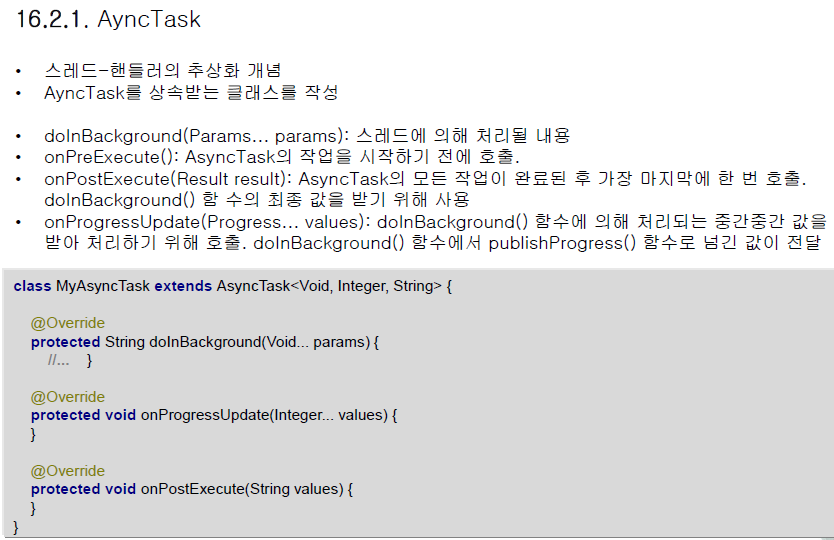 16.2.1. AyncTask
• 스레드-핸들러의 추상화 개념
• AyncTask를 상속받는 클래스를 작성
• doInBackground(Params... params): 스레드에 의해 처리될 내용
• onPreExecute(): AsyncTask의 작업을 시작하기 전에 호출.
• onPostExecute(Result result): AsyncTask의 모든 작업이 완료된 후 가장 마지막에 한 번 호출.
doInBackground() 함 수의 최종 값을 받기 위해 사용
• onProgressUpdate(Progress... values): doInBackground() 함수에 의해 처리되는 중간중간 값을
받아 처리하기 위해 호출. doInBackground() 함수에서 publishProgress() 함수로 넘긴 값이 전달
class MyAsyncTask extends AsyncTask<Void, Integer, String> {
@Override
protected String doInBackground(Void... params) {
//... }
@Override
protected void onProgressUpdate(Integer... values) {
}
@Override
protected void onPostExecute(String values) {
}
}